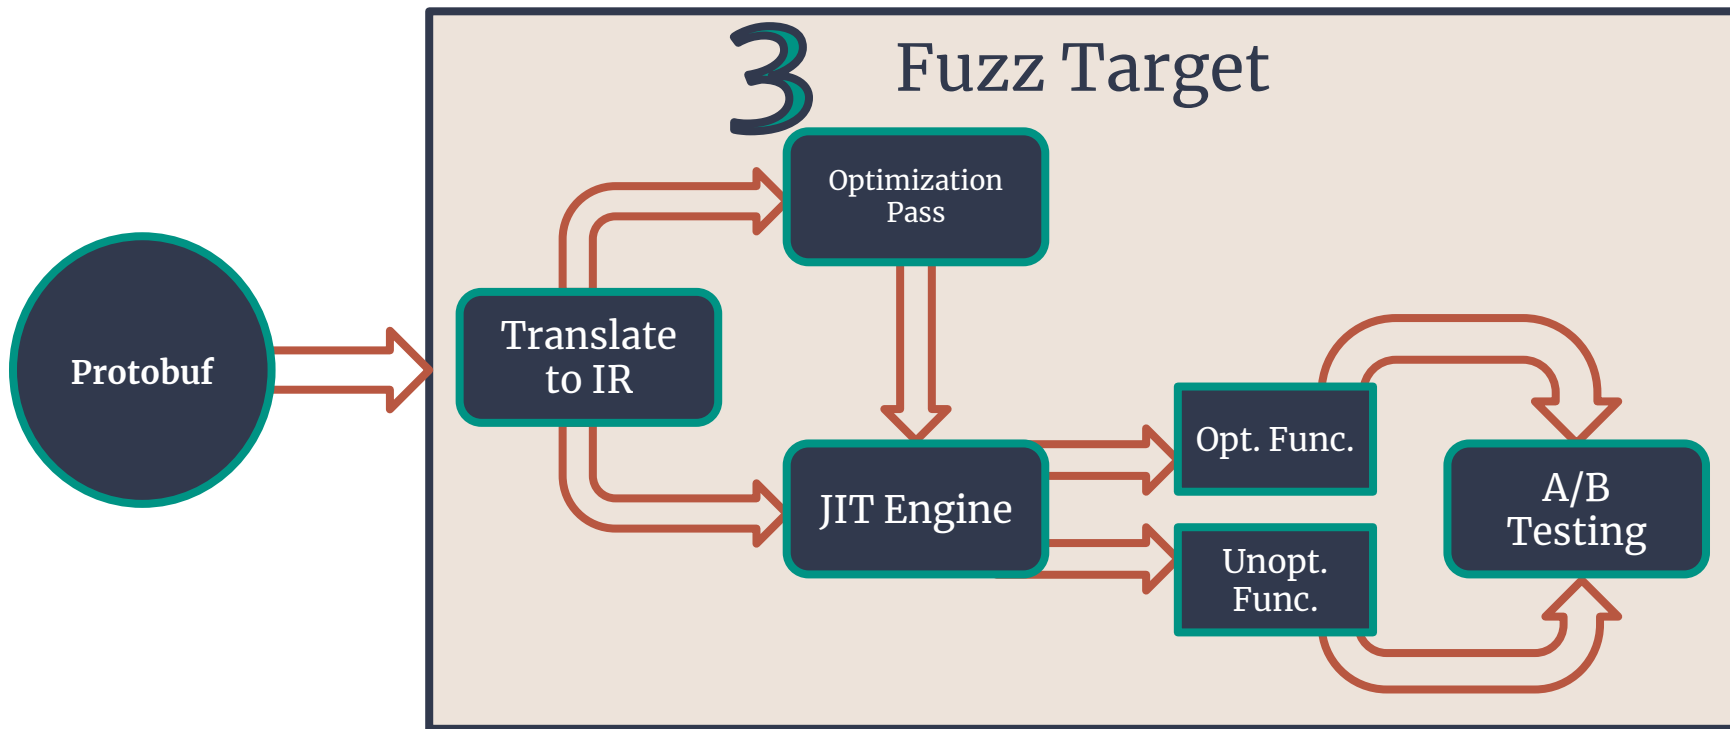 3 Fuzz Target
Protobuf
Translate
to IR
Optimization
Pass
JIT Engine
Opt. Func.
Unopt.
Func.
A/B
Testing